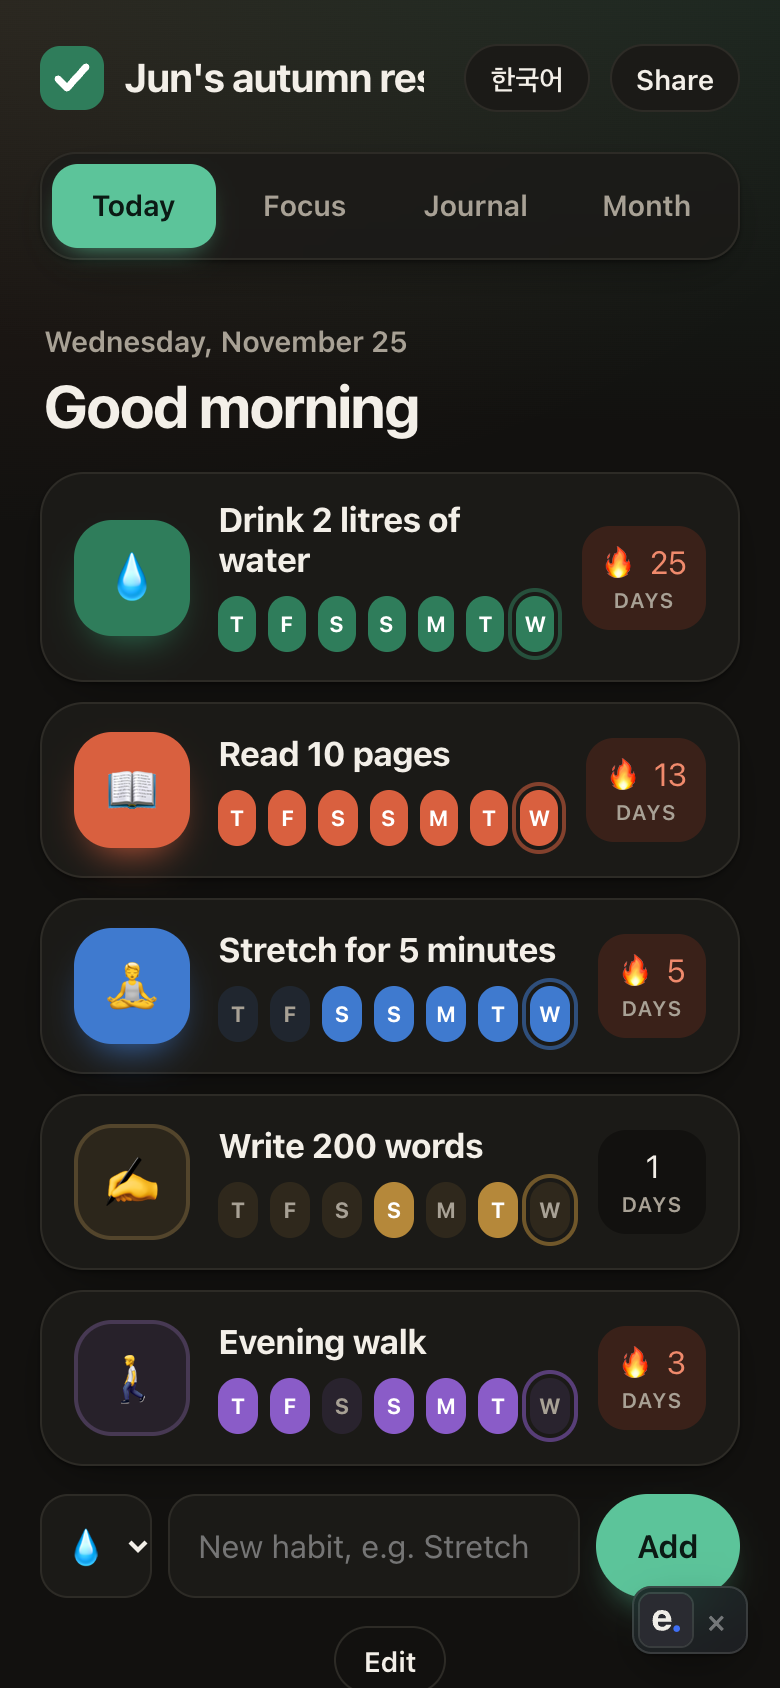 Jun's autumn res
한국어
Share
Today
Focus
Journal
Month
Wednesday, November 25
Good morning
Drink 2 litres of
water
T F S S M T W
25
DAYS
Read 10 pages
T F S S M T W
13
DAYS
Stretch for 5 minutes
T F S S M T W
5
DAYS
Write 200 words
T F S S M T W
1
DAYS
Evening walk
T F S S M T W
3
DAYS
New habit, e.g. Stretch
Add
e.
×
Edit